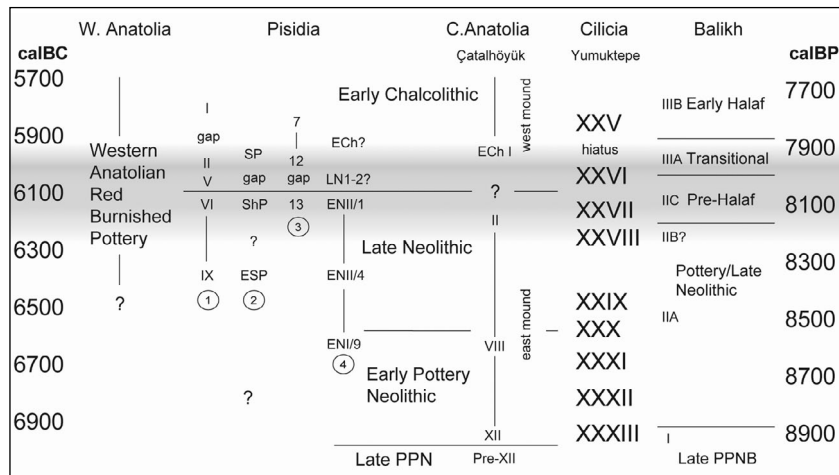 W. Anatolia Pisidia C.Anatolia Cilicia Balikh
calBC Çatalhöyük Yumuktepe calBP
5700 7700
I Early Chalcolithic west mound IIIB Early Halaf
7 XXV
5900 gap ECh? 7900
Western SP ECh I hiatus
Anatolian II 12 IIIA Transitional
Red V gap gap LN1-2? XXVI
6100 ? 8100
Burnished VI ShP 13 ENII/1 XXVII IIC Pre-Halaf
Pottery 3 II
6300 ? Late Neolithic XXVIII IIB? 8300
IX ESP ENII/4 Pottery/Late
Neolithic
6500 ? 1 2 XXIX 8500
east mound XXX IIA
ENI/9 VIII
6700 4 XXXI 8700
Early Pottery
? Neolithic XXXII
6900 8900
XII XXXIII I
Late PPN Pre-XII Late PPNB